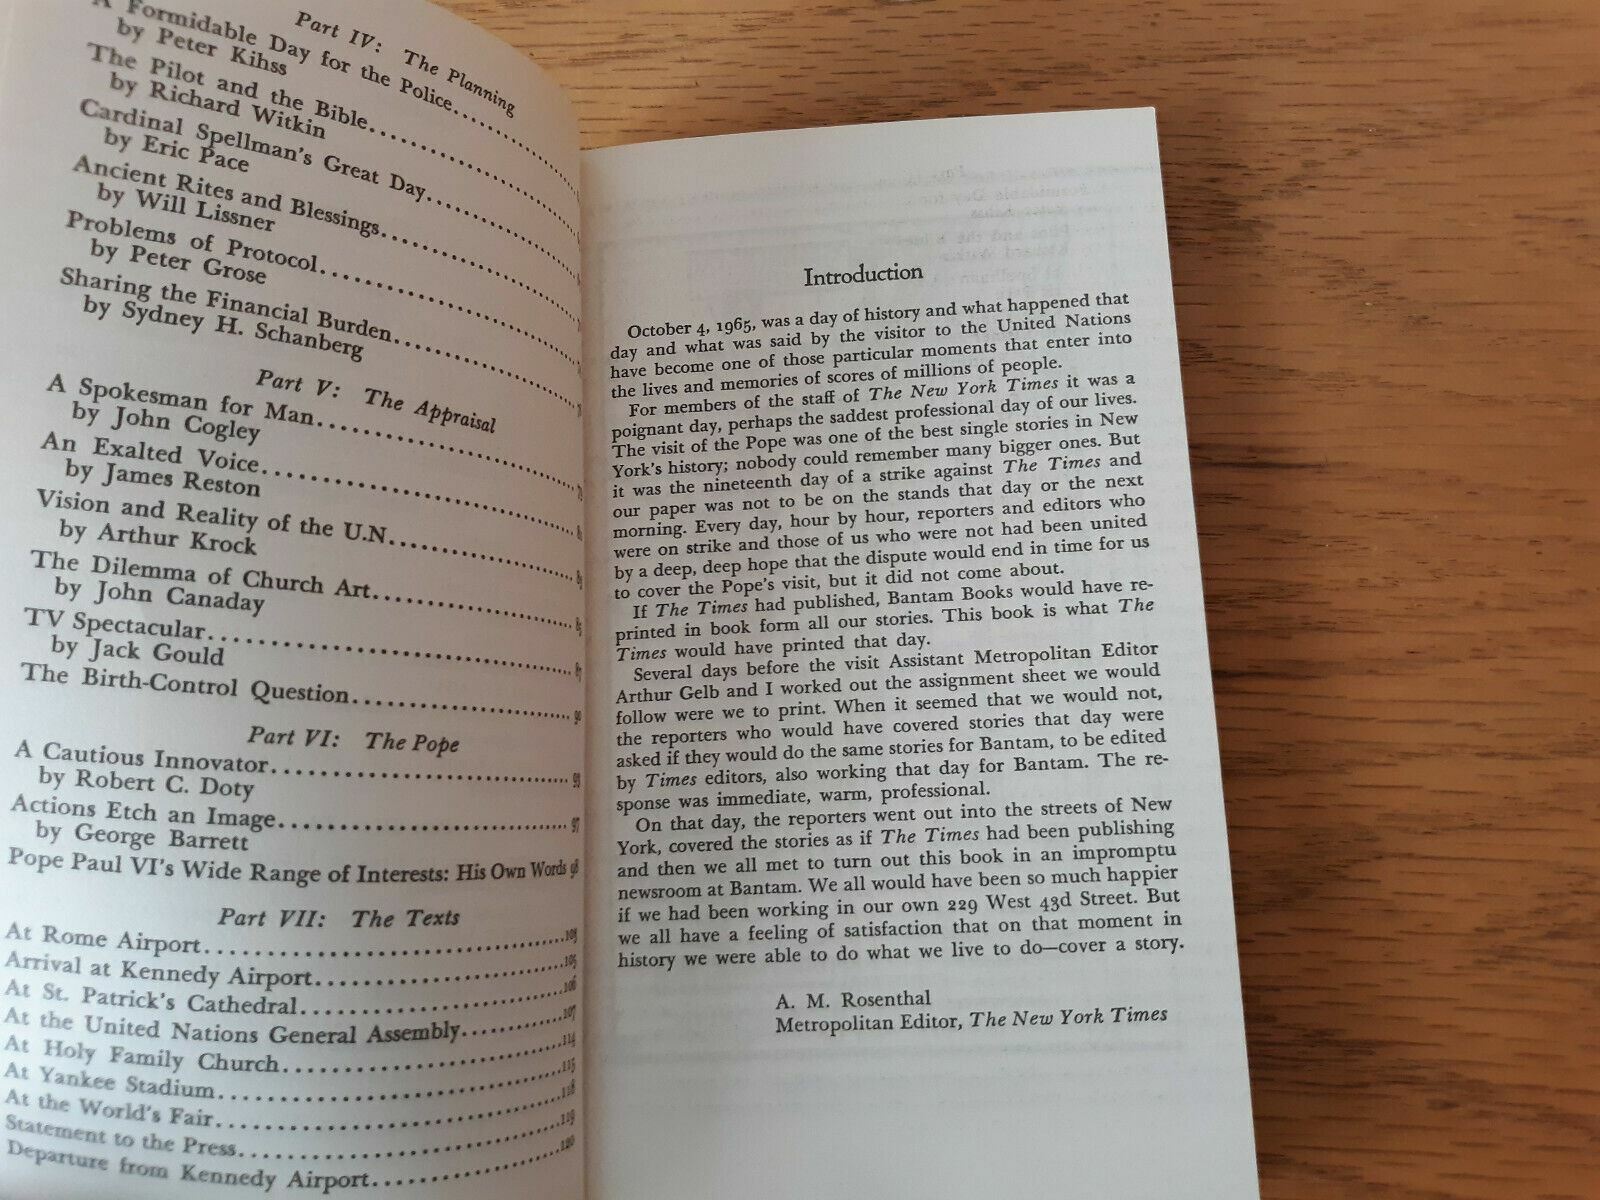 Part IV: The Planning
A Formidable Day for the Police
by Peter Kihss
The Pilot and the Bible
by Richard Witkin
Cardinal Spellman's Great Day
by Eric Pace
Ancient Rites and Blessings
by Will Lissner
Problems of Protocol
by Peter Grose
Sharing the Financial Burden
by Sydney H. Schanberg
Part V: The Appraisal
A Spokesman for Man
by John Cogley
An Exalted Voice
by James Reston
Vision and Reality of the U.N.
by Arthur Krock
The Dilemma of Church Art
by John Canaday
TV Spectacular
by Jack Gould
The Birth-Control Question 90
Part VI: The Pope
A Cautious Innovator 93
by Robert C. Doty
Actions Etch an Image 97
by George Barrett
Pope Paul VI's Wide Range of Interests: His Own Words 98
Part VII: The Texts
At Rome Airport 103
Arrival at Kennedy Airport 105
At St. Patrick's Cathedral 106
At the United Nations General Assembly 107
At Holy Family Church 114
At Yankee Stadium 115
At the World's Fair 118
Statement to the Press 119
Departure from Kennedy Airport 120
Introduction
October 4, 1965, was a day of history and what happened that
day and what was said by the visitor to the United Nations
have become one of those particular moments that enter into
the lives and memories of scores of millions of people.
For members of the staff of The New York Times it was a
poignant day, perhaps the saddest professional day of our lives.
The visit of the Pope was one of the best single stories in New
York's history; nobody could remember many bigger ones. But
it was the nineteenth day of a strike against The Times and
our paper was not to be on the stands that day or the next
morning. Every day, hour by hour, reporters and editors who
were on strike and those of us who were not had been united
by a deep, deep hope that the dispute would end in time for us
to cover the Pope's visit, but it did not come about.
If The Times had published, Bantam Books would have re-
printed in book form all our stories. This book is what The
Times would have printed that day.
Several days before the visit Assistant Metropolitan Editor
Arthur Gelb and I worked out the assignment sheet we would
follow were we to print. When it seemed that we would not,
the reporters who would have covered stories that day were
asked if they would do the same stories for Bantam, to be edited
by Times editors, also working that day for Bantam. The re-
sponse was immediate, warm, professional.
On that day, the reporters went out into the streets of New
York, covered the stories as if The Times had been publishing
and then we all met to turn out this book in an impromptu
newsroom at Bantam. We all would have been so much happier
if we had been working in our own 229 West 43d Street. But
we all have a feeling of satisfaction that on that moment in
history we were able to do what we live to do—cover a story.
A. M. Rosenthal
Metropolitan Editor, The New York Times